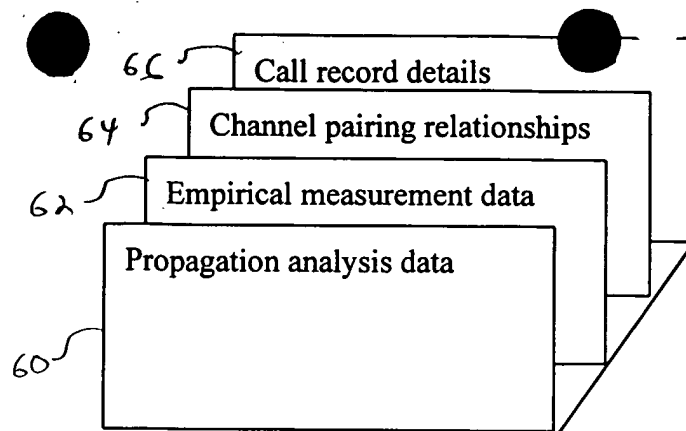 66 Call record details
64 Channel pairing relationships
62 Empirical measurement data
Propagation analysis data
60